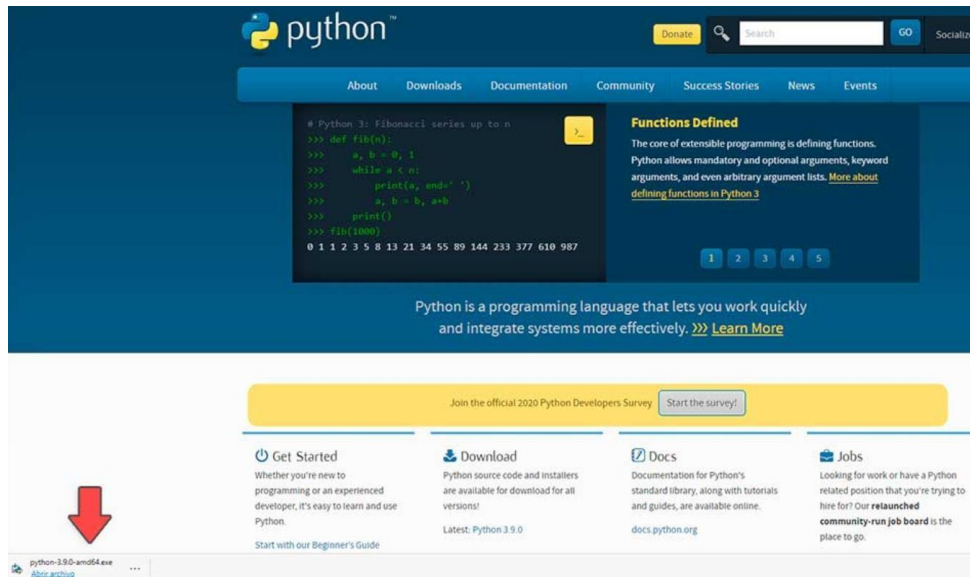 python™
Donate
Search
GO
Socialize
About Downloads Documentation Community Success Stories News Events
# Python 3: Fibonacci series up to n
>>> def fib(n):
>>>     a, b = 0, 1
>>>     while a < n:
>>>         print(a, end=' ')
>>>         a, b = b, a+b
>>>     print()
>>> fib(1000)
0 1 1 2 3 5 8 13 21 34 55 89 144 233 377 610 987
>_
Functions Defined
The core of extensible programming is defining functions.
Python allows mandatory and optional arguments, keyword
arguments, and even arbitrary argument lists. More about
defining functions in Python 3
1 2 3 4 5
Python is a programming language that lets you work quickly
and integrate systems more effectively. >>> Learn More
Join the official 2020 Python Developers Survey Start the survey!
Get Started
Whether you're new to
programming or an experienced
developer, it's easy to learn and use
Python.
Start with our Beginner's Guide
Download
Python source code and installers
are available for download for all
versions!
Latest: Python 3.9.0
Docs
Documentation for Python's
standard library, along with tutorials
and guides, are available online.
docs.python.org
Jobs
Looking for work or have a Python
related position that you're trying to
hire for? Our relaunched
community-run job board is the
place to go.
python-3.9.0-amd64.exe
Abrir archivo
...